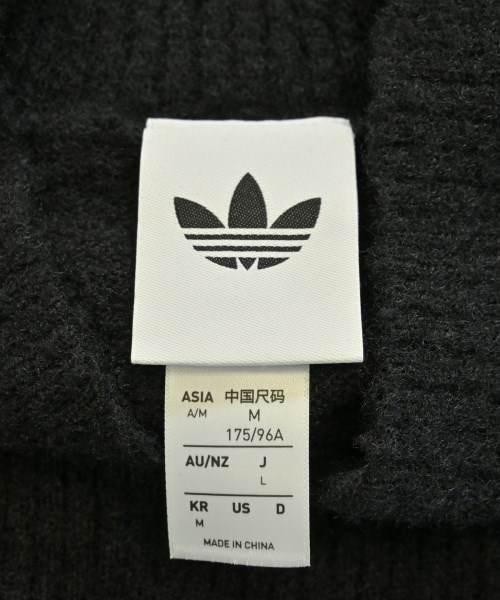 ASIA 中国尺码
A/M M
175/96A
AU/NZ J
L
KR US D
M
MADE IN CHINA